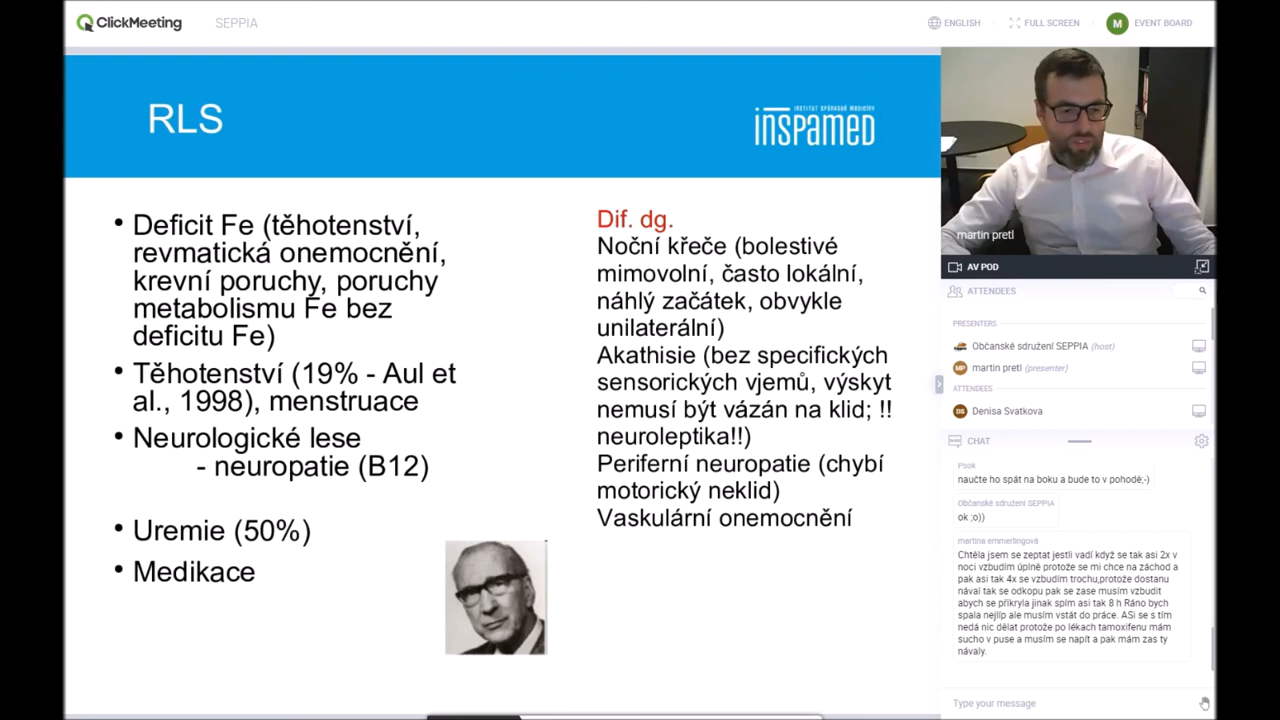 ClickMeeting
SEPPIA
ENGLISH
FULL SCREEN
M
EVENT BOARD
RLS
INSTITUT SPÁNKOVÉ MEDICÍNY
inspamed
• Deficit Fe (těhotenství,
revmatická onemocnění,
krevní poruchy, poruchy
metabolismu Fe bez
deficitu Fe)
• Těhotenství (19% - Aul et
al., 1998), menstruace
• Neurologické lese
- neuropatie (B12)
• Uremie (50%)
• Medikace
Dif. dg.
Noční křeče (bolestivé
mimovolní, často lokální,
náhlý začátek, obvykle
unilaterální)
Akathisie (bez specifických
sensorických vjemů, výskyt
nemusí být vázán na klid; !!
neuroleptika!!)
Periferní neuropatie (chybí
motorický neklid)
Vaskulární onemocnění
martin pretl
AV POD
ATTENDEES
PRESENTERS
Občanské sdružení SEPPIA (host)
MP
martin pretl (presenter)
ATTENDEES
DS
Denisa Svatkova
CHAT
Psok
naučte ho spát na boku a bude to v pohodě;-)
Občanské sdružení SEPPIA
ok ;o))
martina emmerlingová
Chtěla jsem se zeptat jestli vadí když se tak asi 2x v
noci vzbudím úplně protože se mi chce na záchod a
pak asi tak 4x se vzbudím trochu,protože dostanu
nával tak se odkopu pak se zase musím vzbudit
abych se přikryla jinak spím asi tak 8 h Ráno bych
spala nejlíp ale musím vstát do práce. ASi se s tím
nedá nic dělat protože po lékach tamoxifenu mám
sucho v puse a musím se napít a pak mám zas ty
návaly.
Type your message